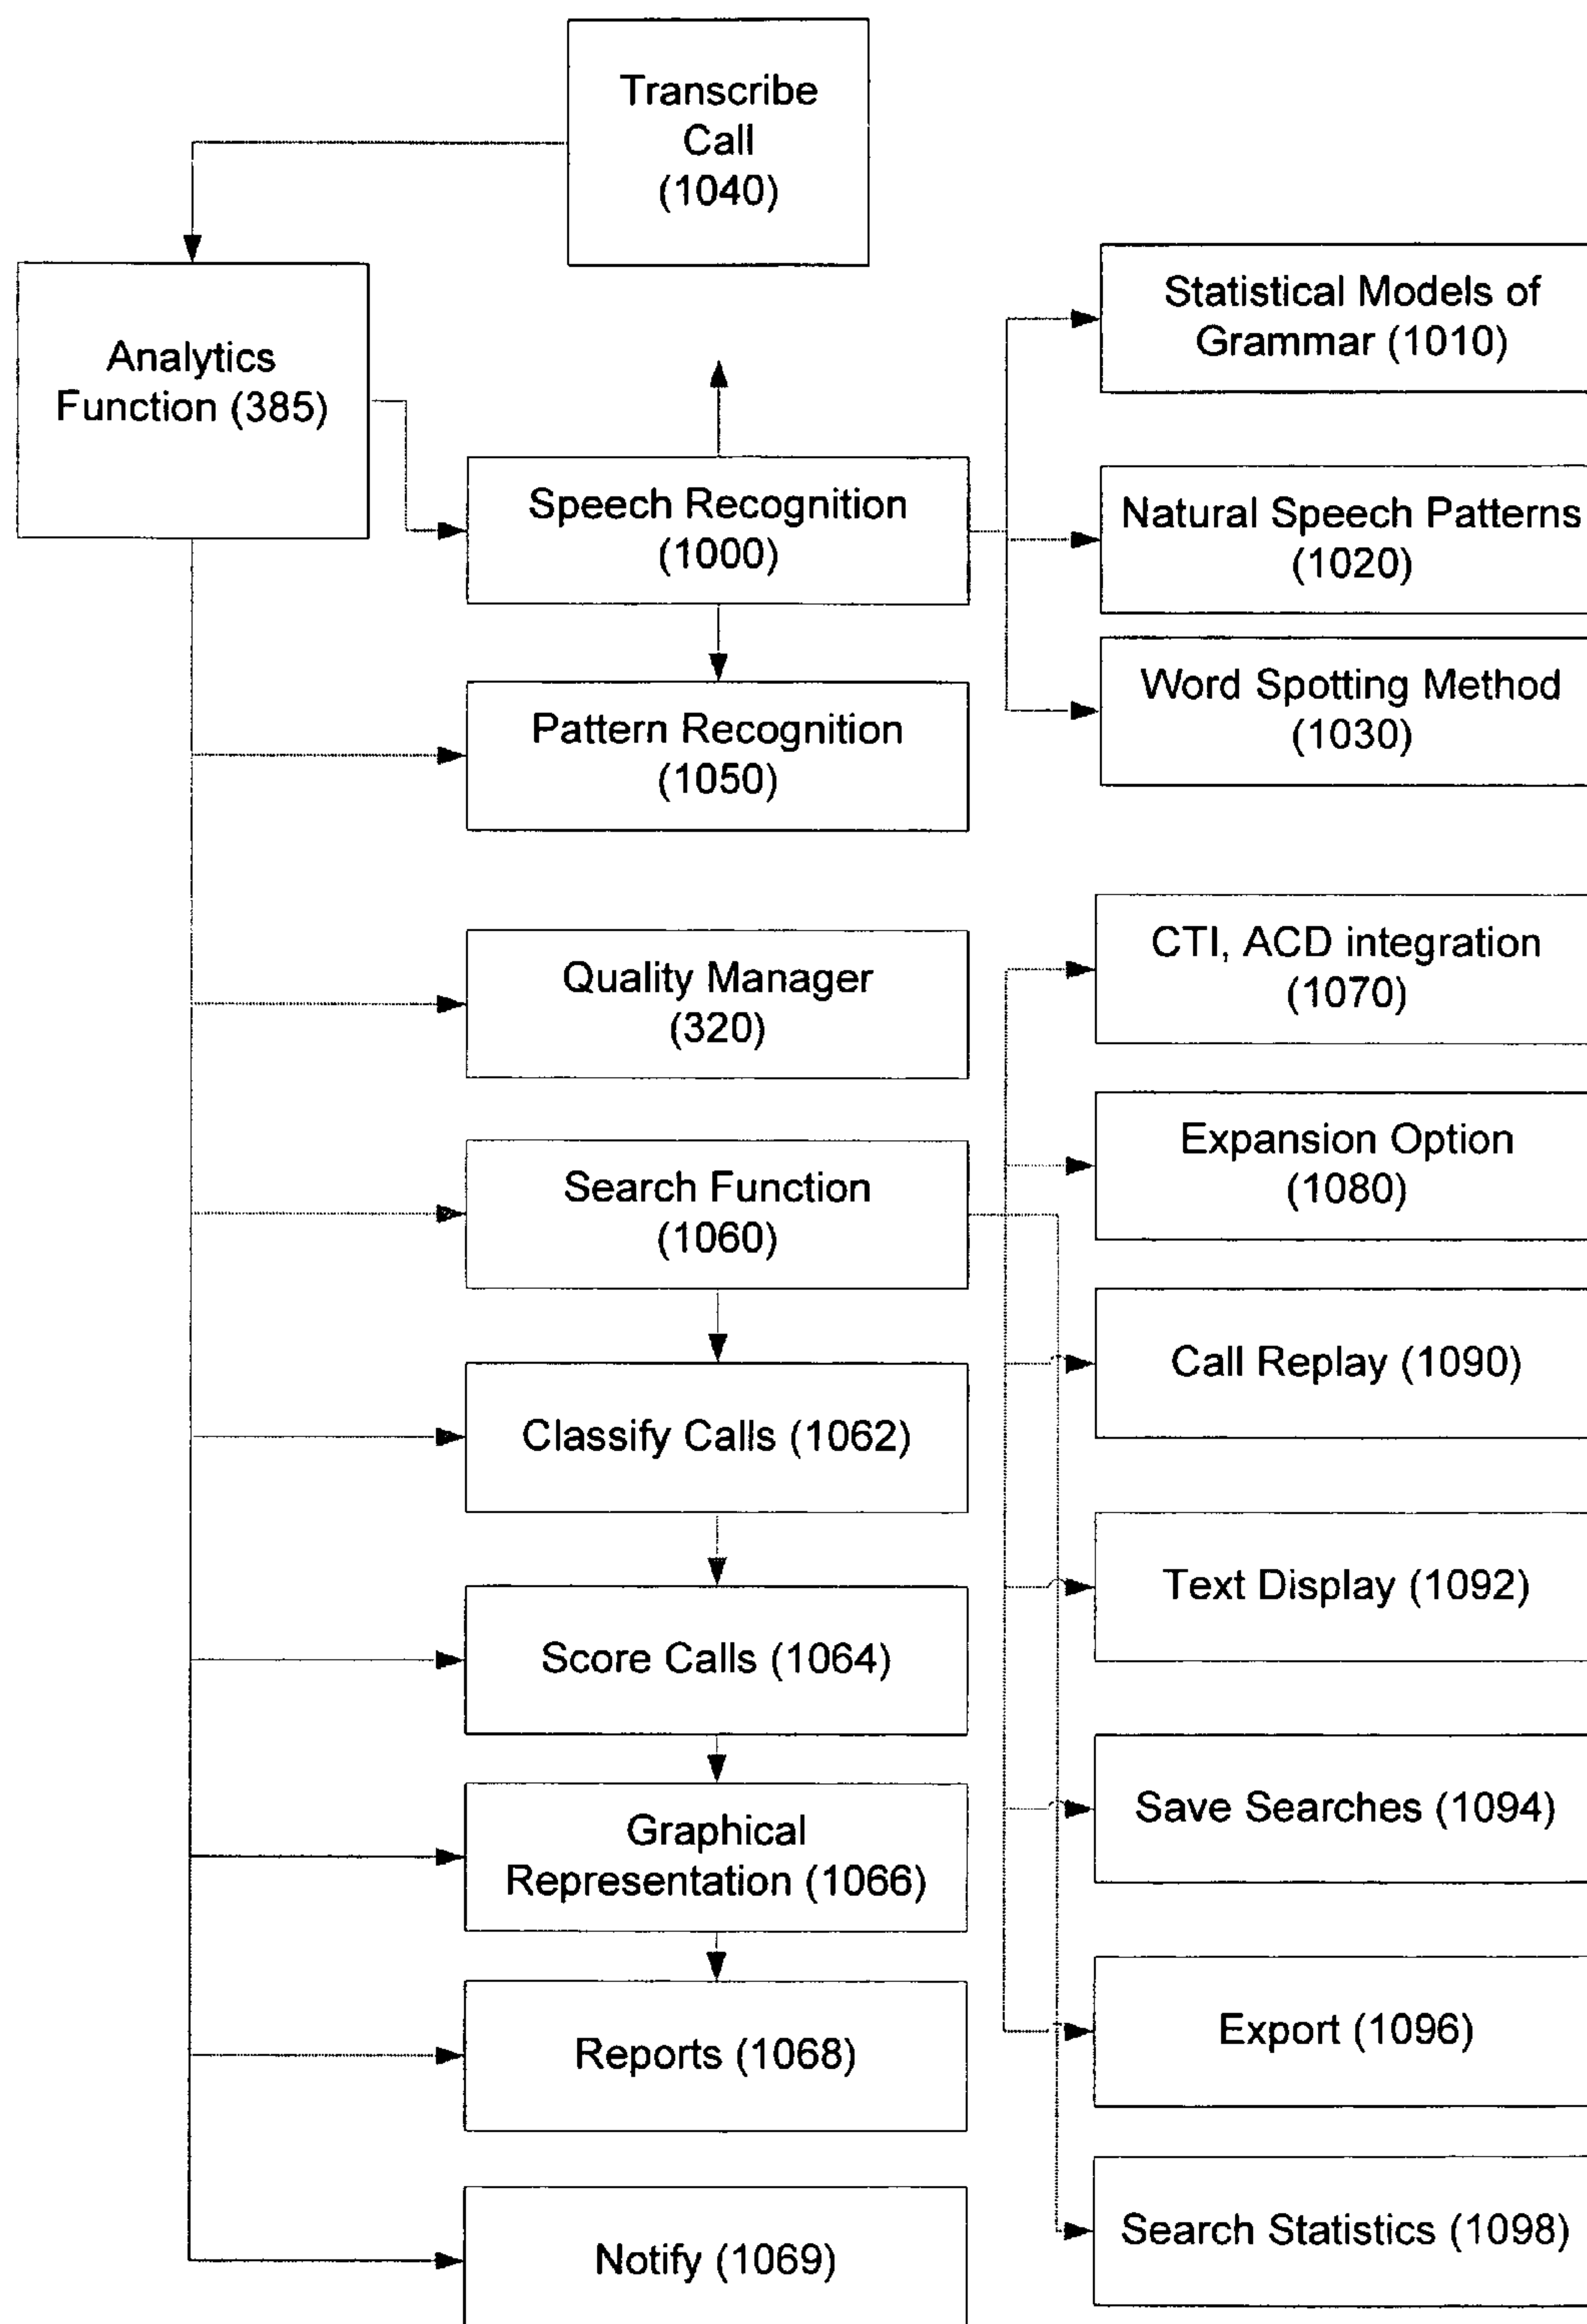 Transcribe
Call
(1040)
Analytics
Function (385)
Statistical Models of
Grammar (1010)
Speech Recognition
(1000)
Natural Speech Patterns
(1020)
Word Spotting Method
(1030)
Pattern Recognition
(1050)
Quality Manager
(320)
CTI, ACD integration
(1070)
Search Function
(1060)
Expansion Option
(1080)
Classify Calls (1062)
Call Replay (1090)
Score Calls (1064)
Text Display (1092)
Graphical
Representation (1066)
Save Searches (1094)
Reports (1068)
Export (1096)
Notify (1069)
Search Statistics (1098)